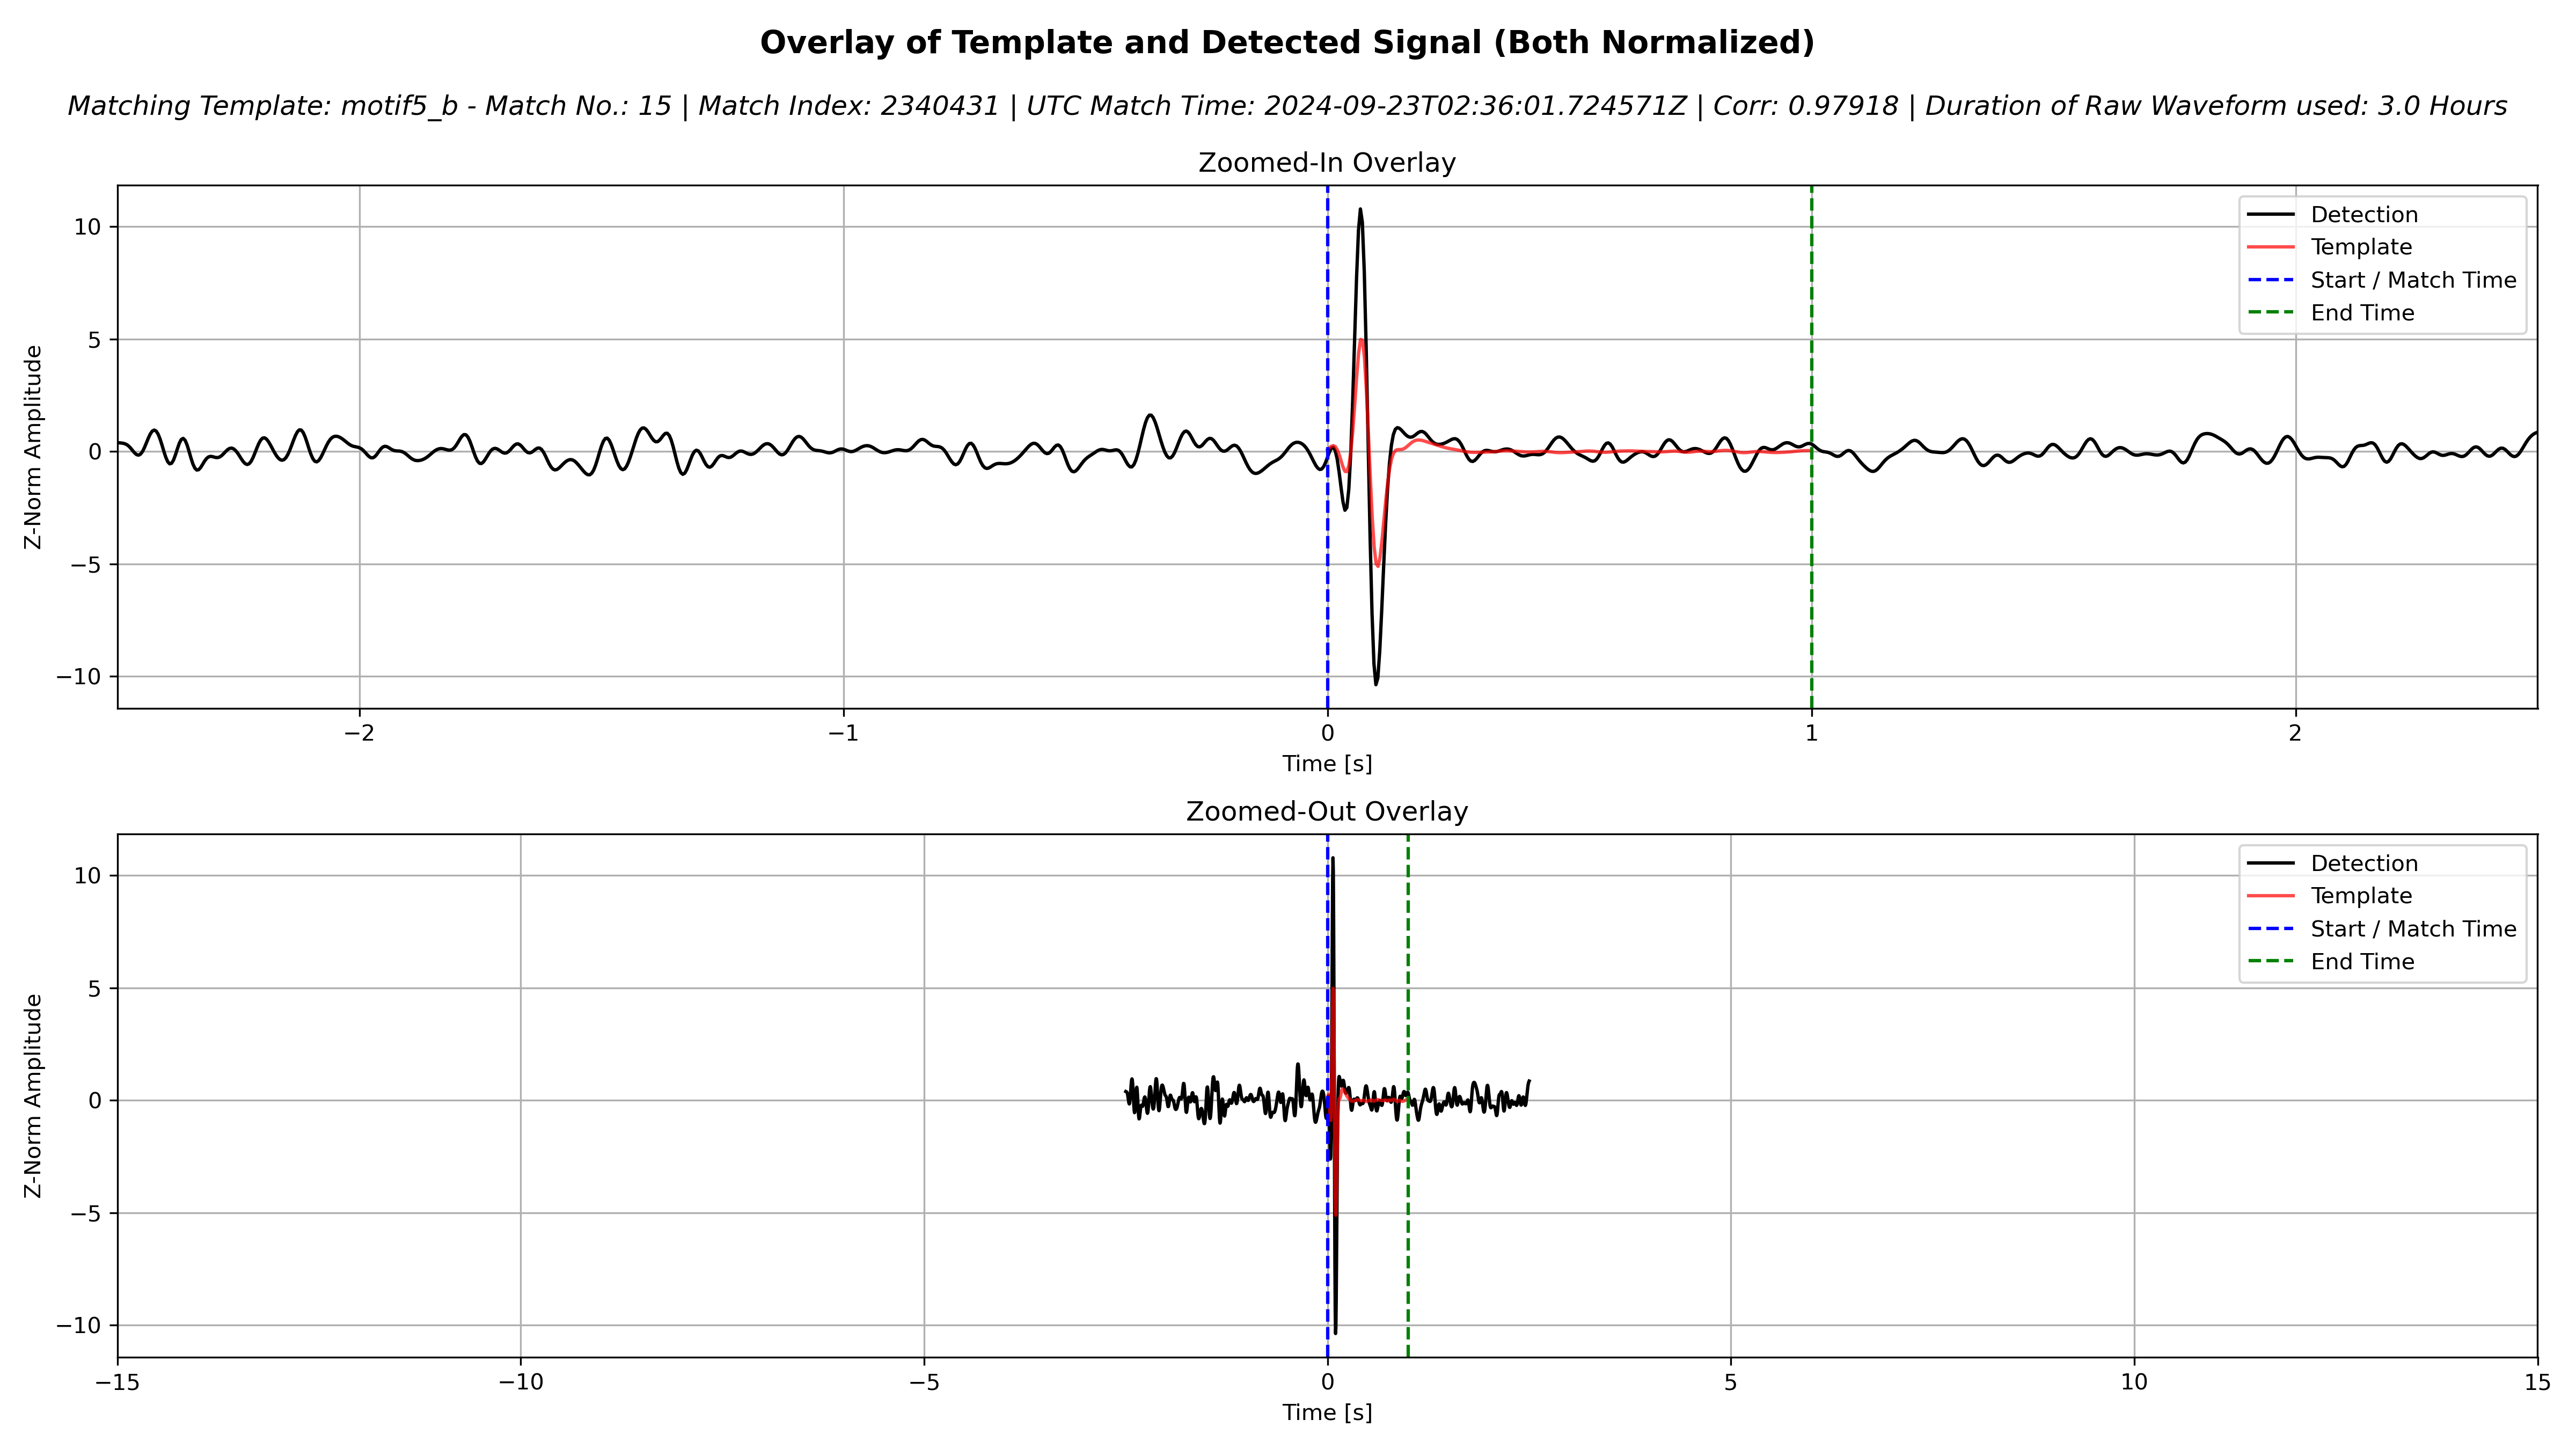 Overlay of Template and Detected Signal (Both Normalized)
Matching Template: motif5_b - Match No.: 15 | Match Index: 2340431 | UTC Match Time: 2024-09-23T02:36:01.724571Z | Corr: 0.97918 | Duration of Raw Waveform used: 3.0 Hours
Zoomed-In Overlay
Z-Norm Amplitude
10
5
0
−5
−10
Detection
Template
Start / Match Time
End Time
−2
−1
0
1
2
Time [s]
Zoomed-Out Overlay
Z-Norm Amplitude
10
5
0
−5
−10
Detection
Template
Start / Match Time
End Time
−15
−10
−5
0
5
10
15
Time [s]